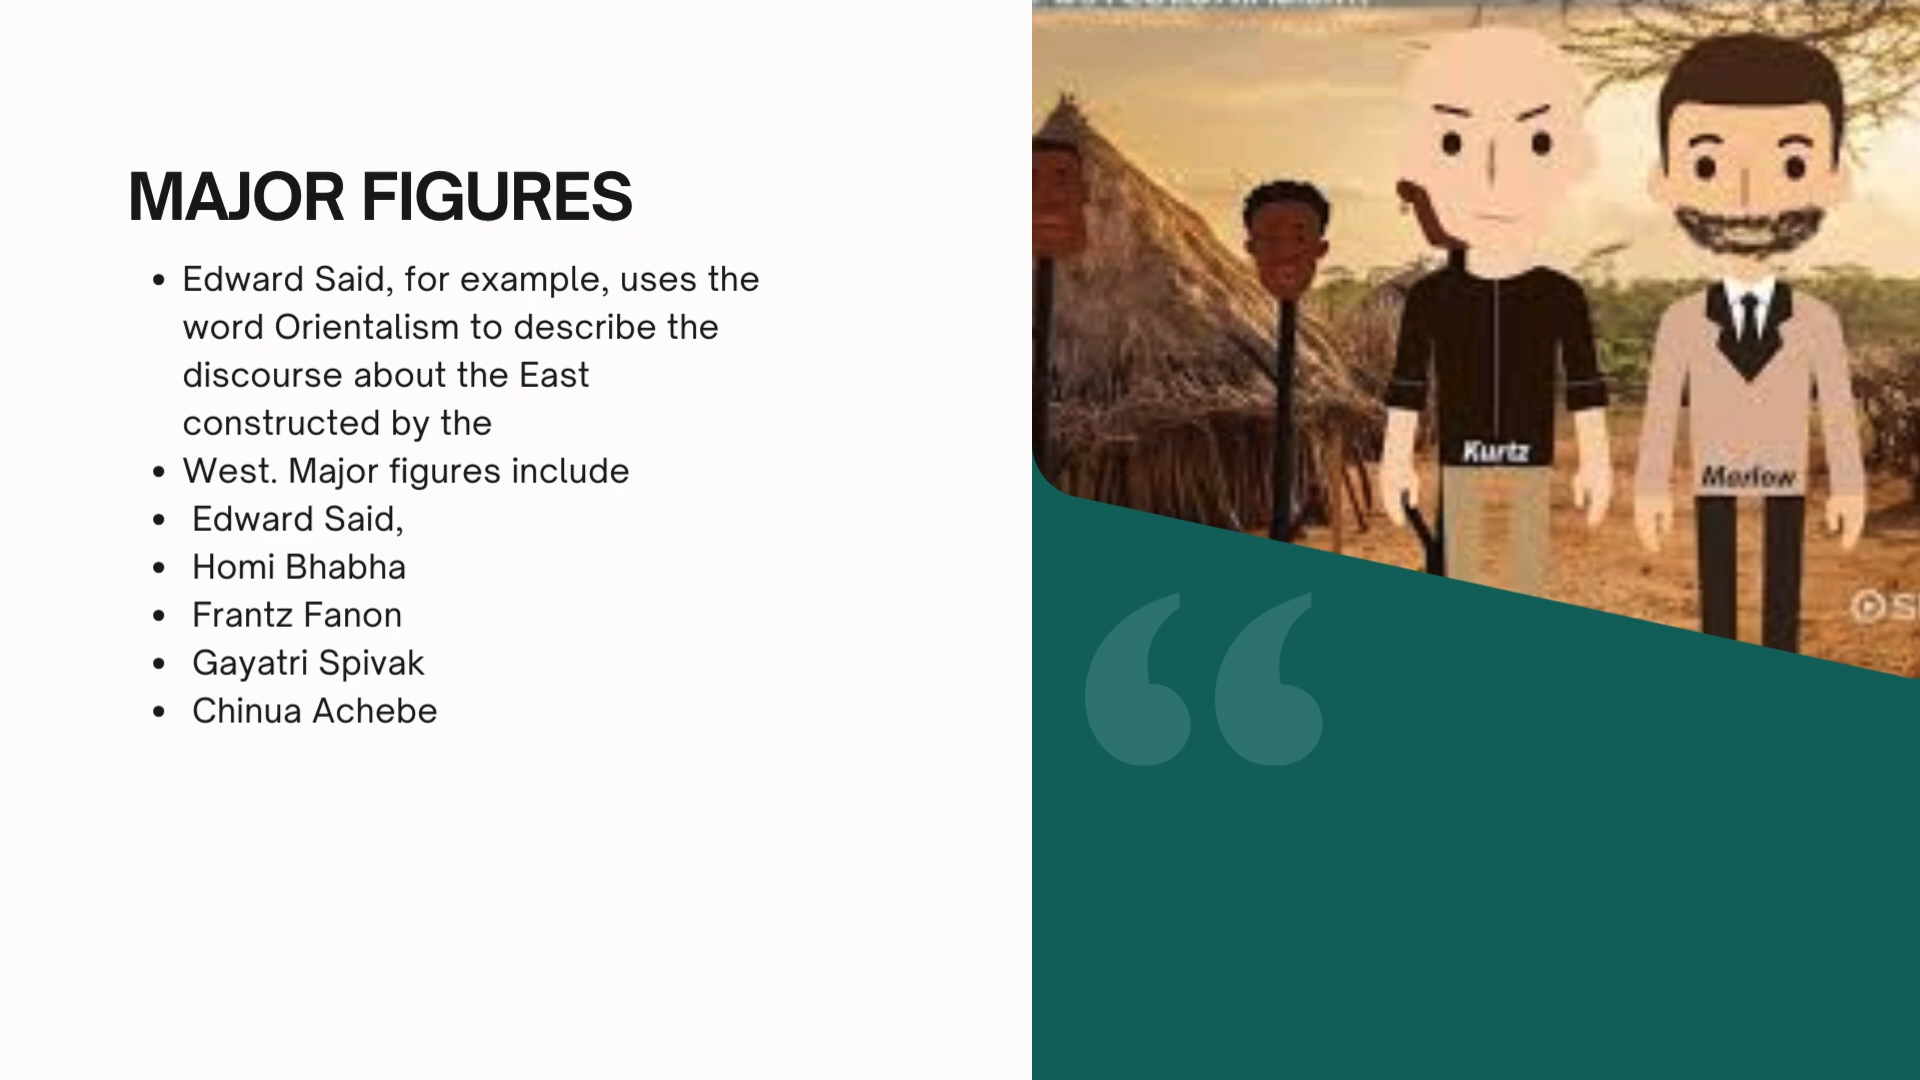 MAJOR FIGURES
• Edward Said, for example, uses the
word Orientalism to describe the
discourse about the East
constructed by the
• West. Major figures include
• Edward Said,
• Homi Bhabha
• Frantz Fanon
• Gayatri Spivak
• Chinua Achebe
Kurtz
Marlow
“